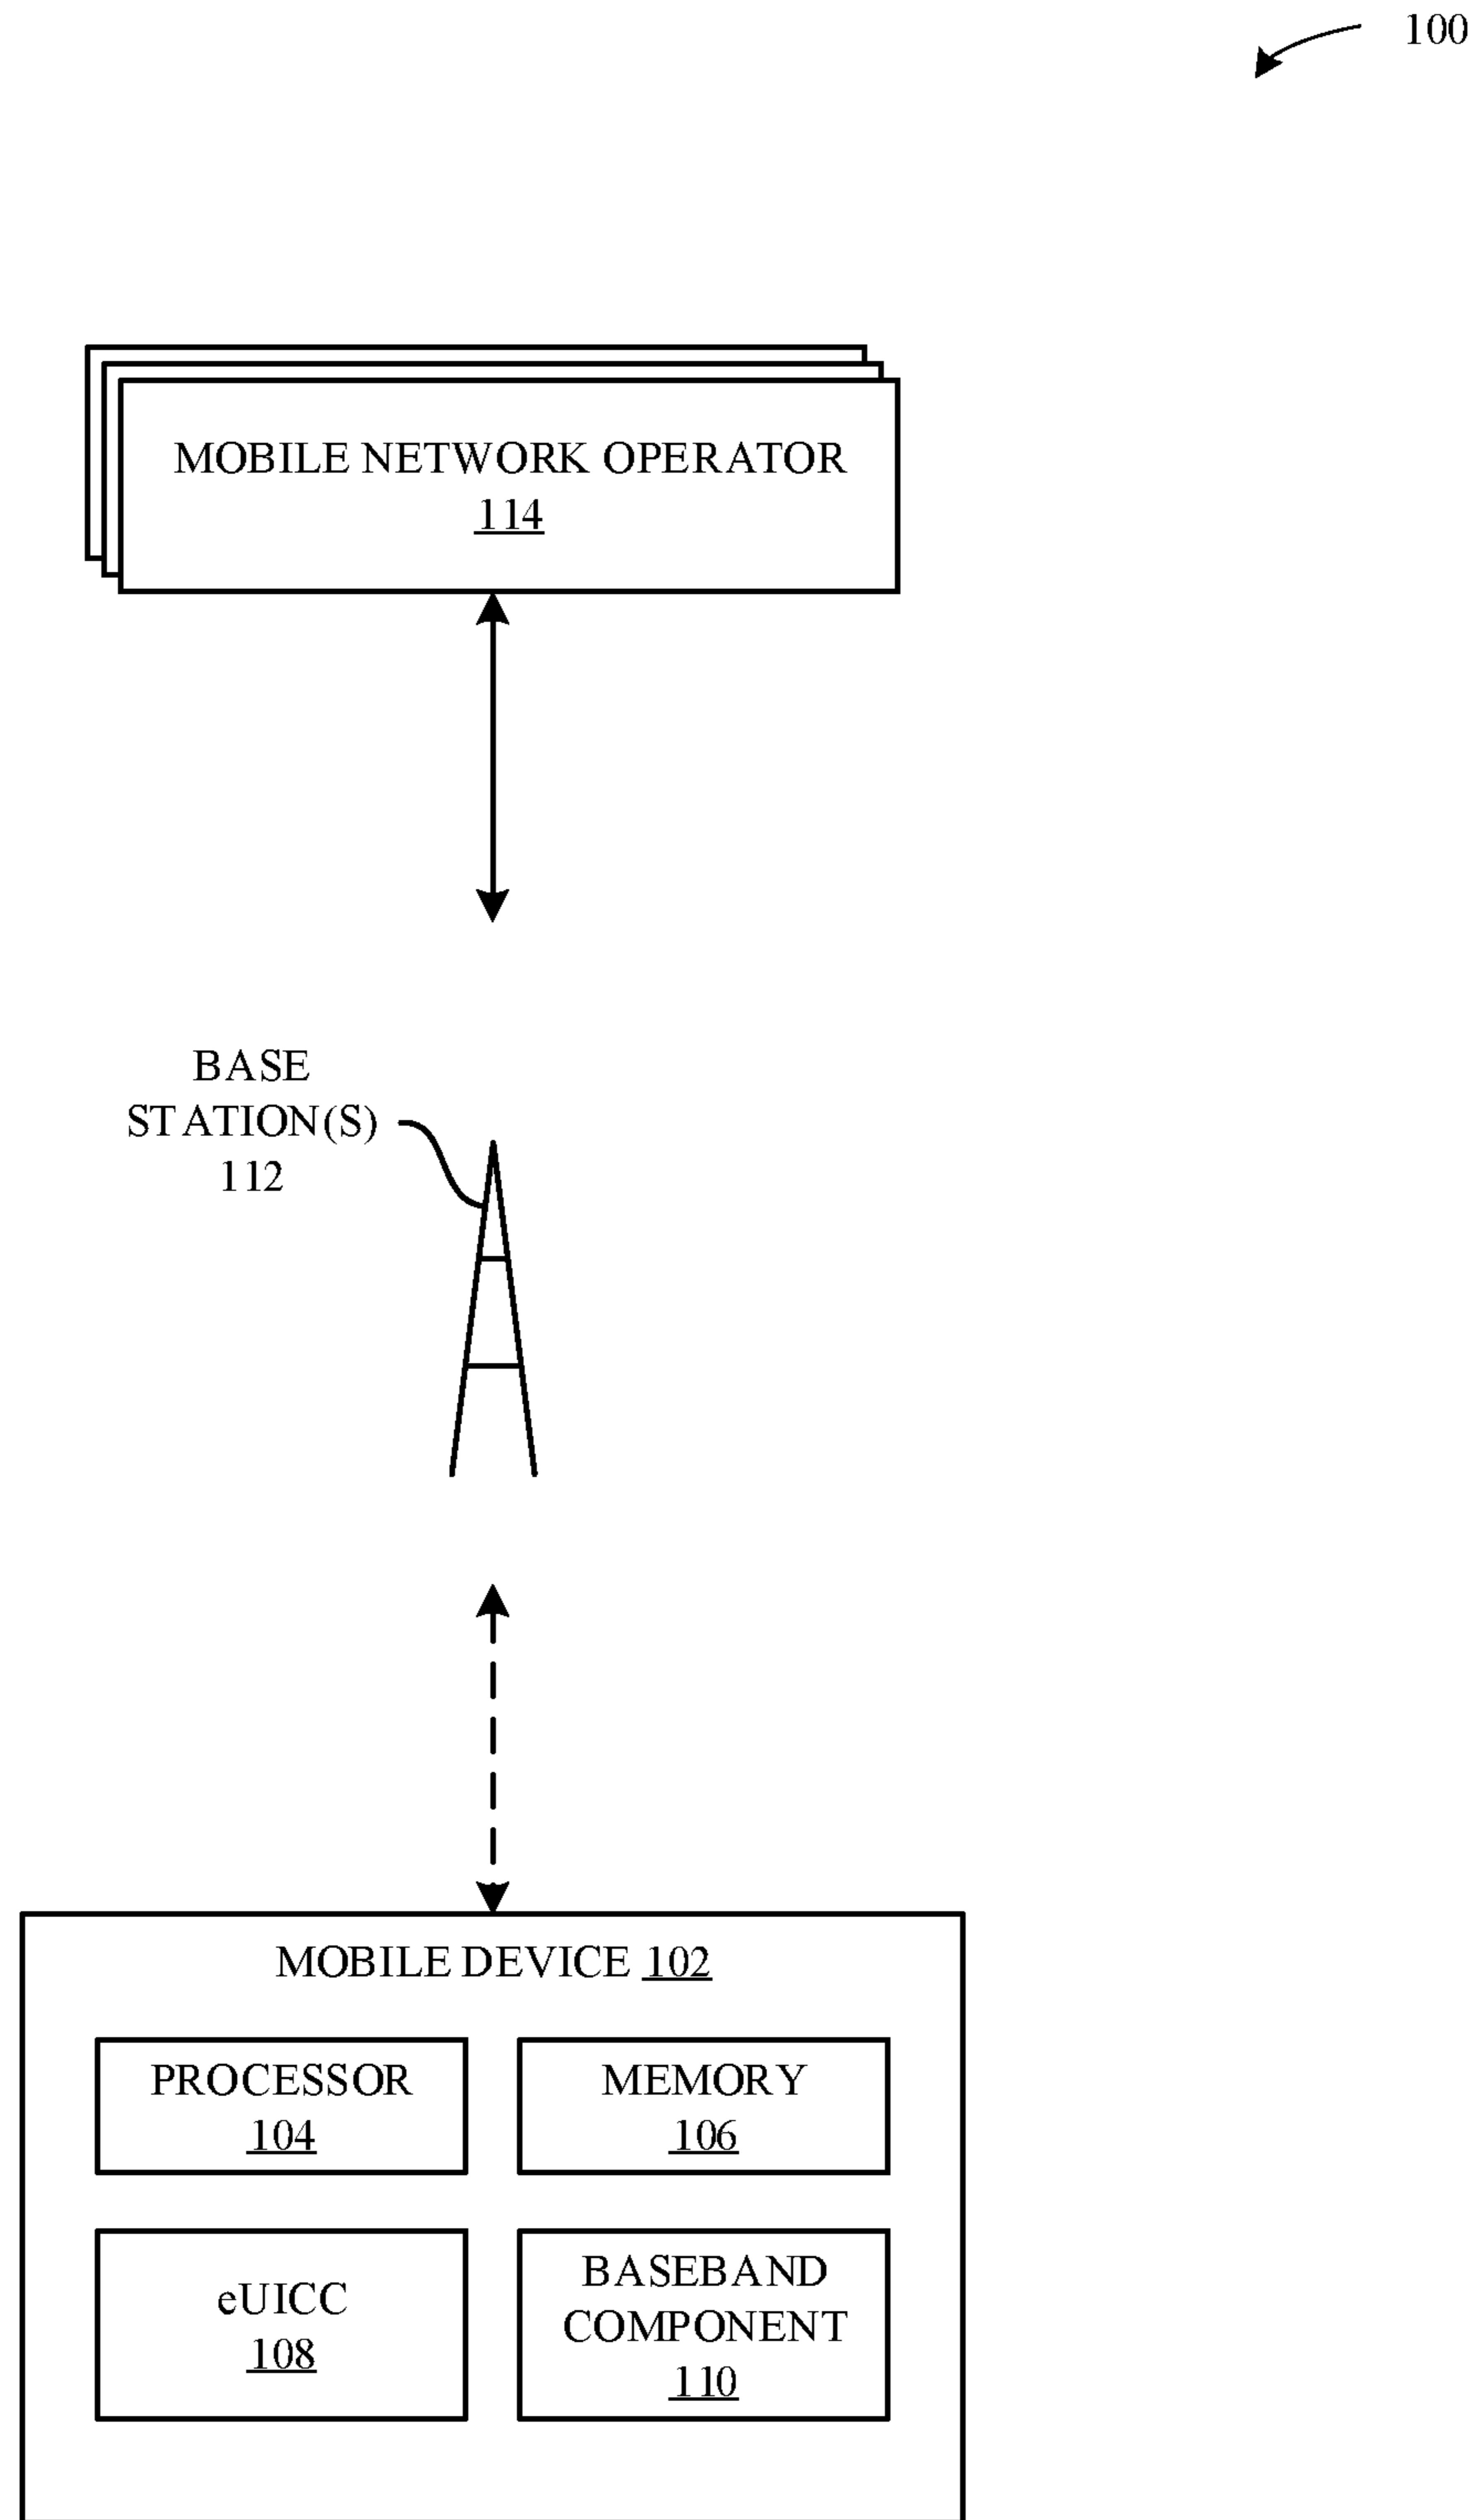 100
MOBILE NETWORK OPERATOR
114
BASE
STATION(S)
112
MOBILE DEVICE 102
PROCESSOR
104
MEMORY
106
eUICC
108
BASEBAND
COMPONENT
110